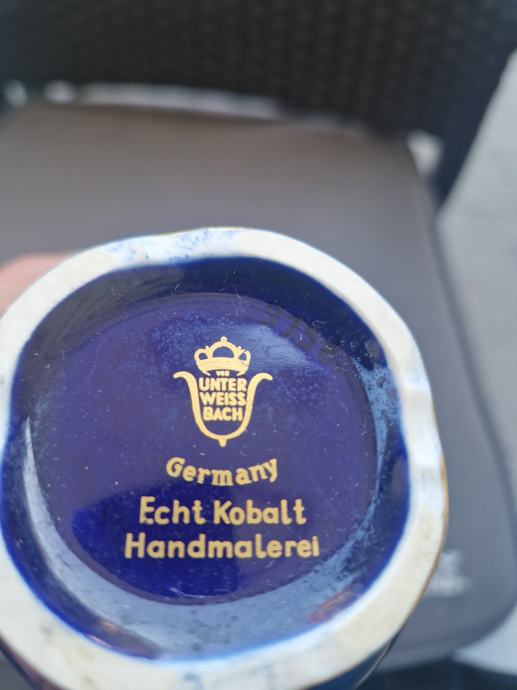 VEB
UNTER
WEISS
BACH
Germany
Echt Kobalt
Handmalerei